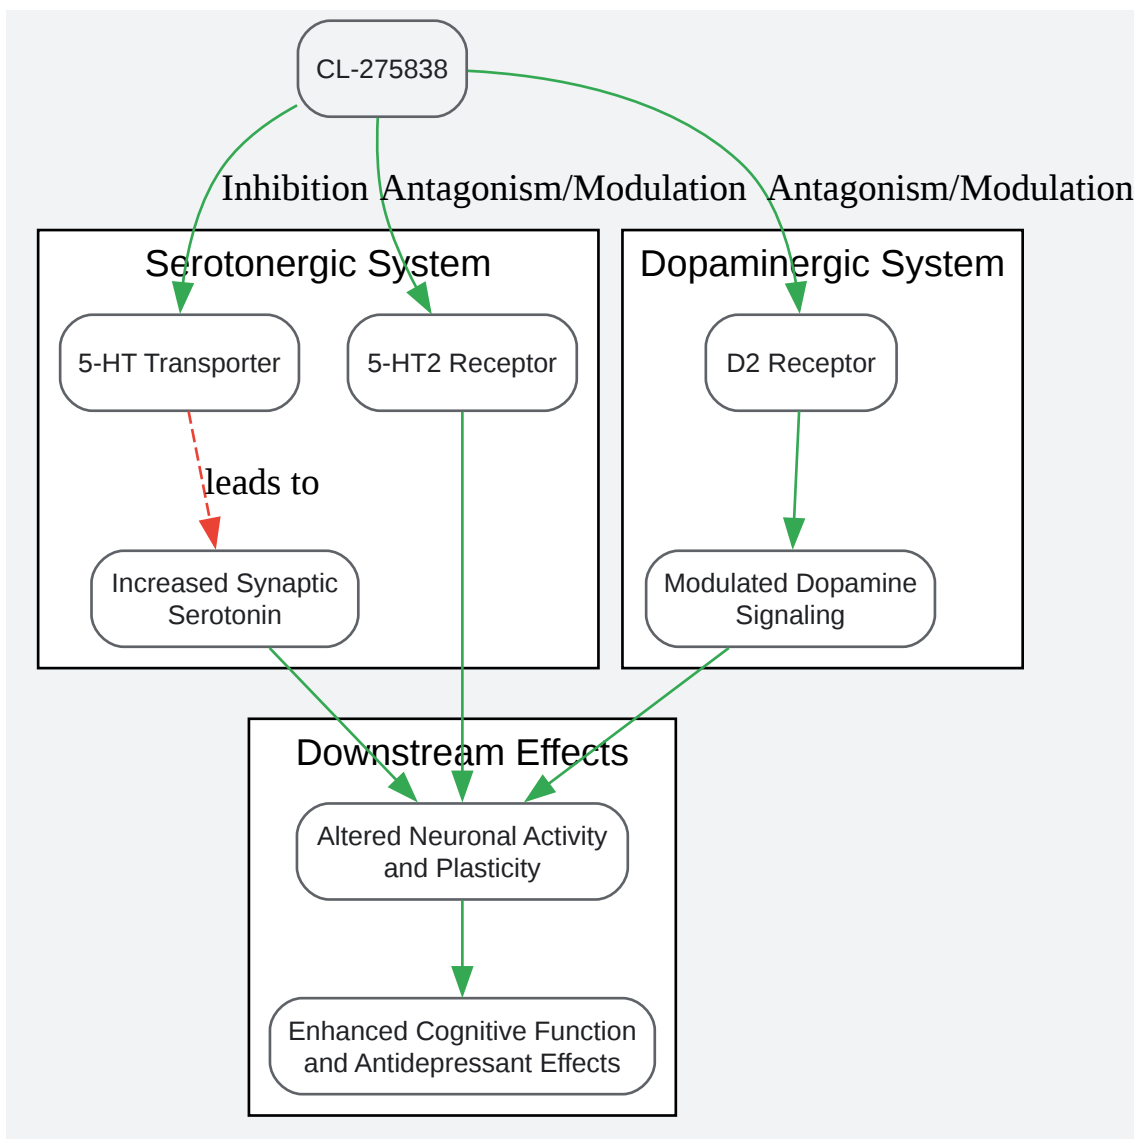 CL-275838
Inhibition
Antagonism/Modulation
Antagonism/Modulation
Serotonergic System
Dopaminergic System
5-HT Transporter
5-HT2 Receptor
D2 Receptor
leads to
Increased Synaptic
Serotonin
Modulated Dopamine
Signaling
Downstream Effects
Altered Neuronal Activity
and Plasticity
Enhanced Cognitive Function
and Antidepressant Effects